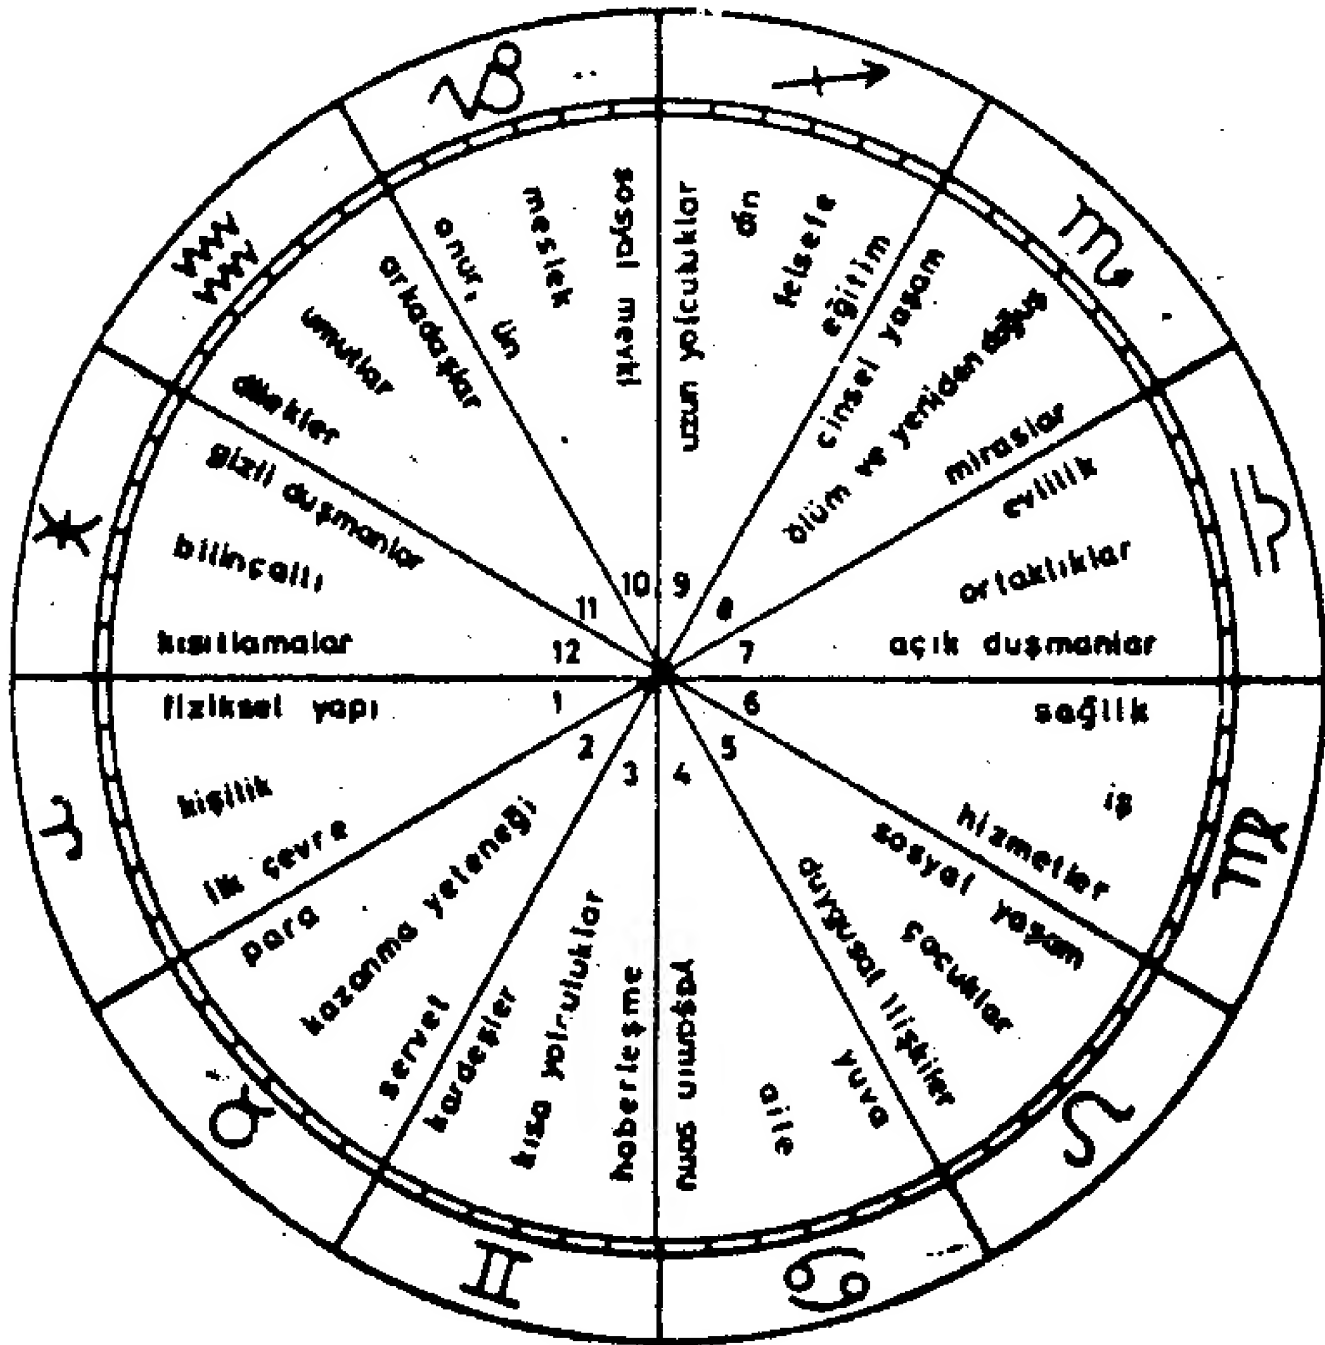 1
fiziksel yapı
kişilik
ilk çevre
2
para
kazanma yeteneği
servet
3
kardeşler
kısa yolculuklar
haberleşme
4
yaşamın sonu
aile
yuva
5
duygusal ilişkiler
çocuklar
sosyal yaşam
6
hizmetler
iş
sağlik
7
açık duşmanlar
ortaklıklar
evlilik
8
miraslar
ölüm ve yeniden doğuş
cinsel yaşam
9
eğitim
felsefe
din
uzun yolculuklar
10
sosyal mevki
meslek
onur, ün
11
arkadaşlar
umutlar
dilekler
12
gizli duşmanlar
bilinçaltı
kısıtlamalar